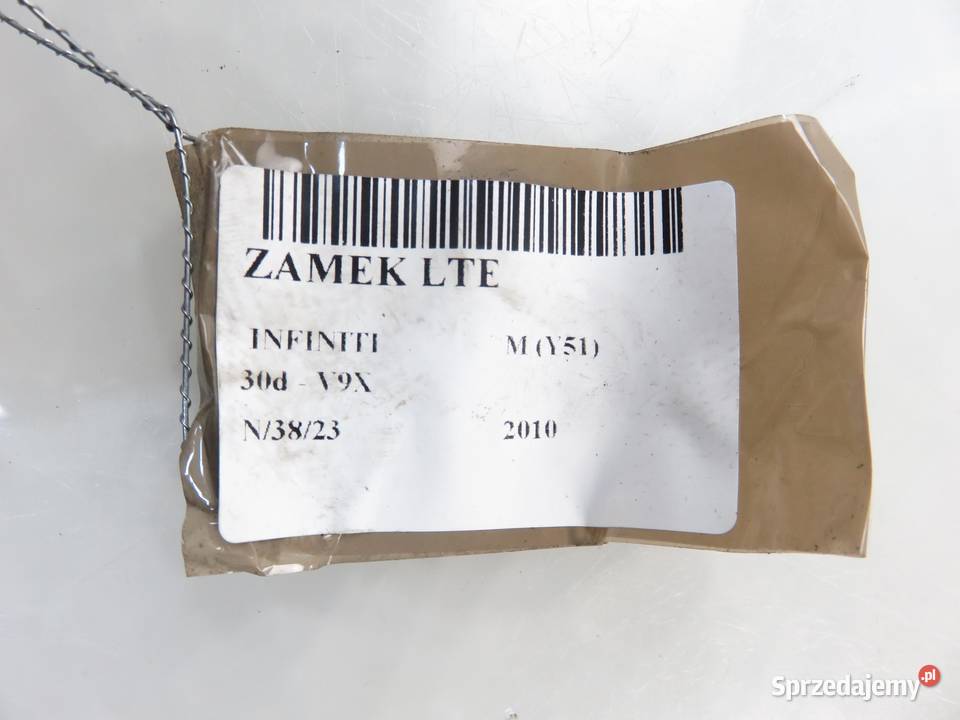 ZAMEK LTE
INFINITI M (Y51)
30d - V9X
N/38/23 2010
Sprzedajemy.pl